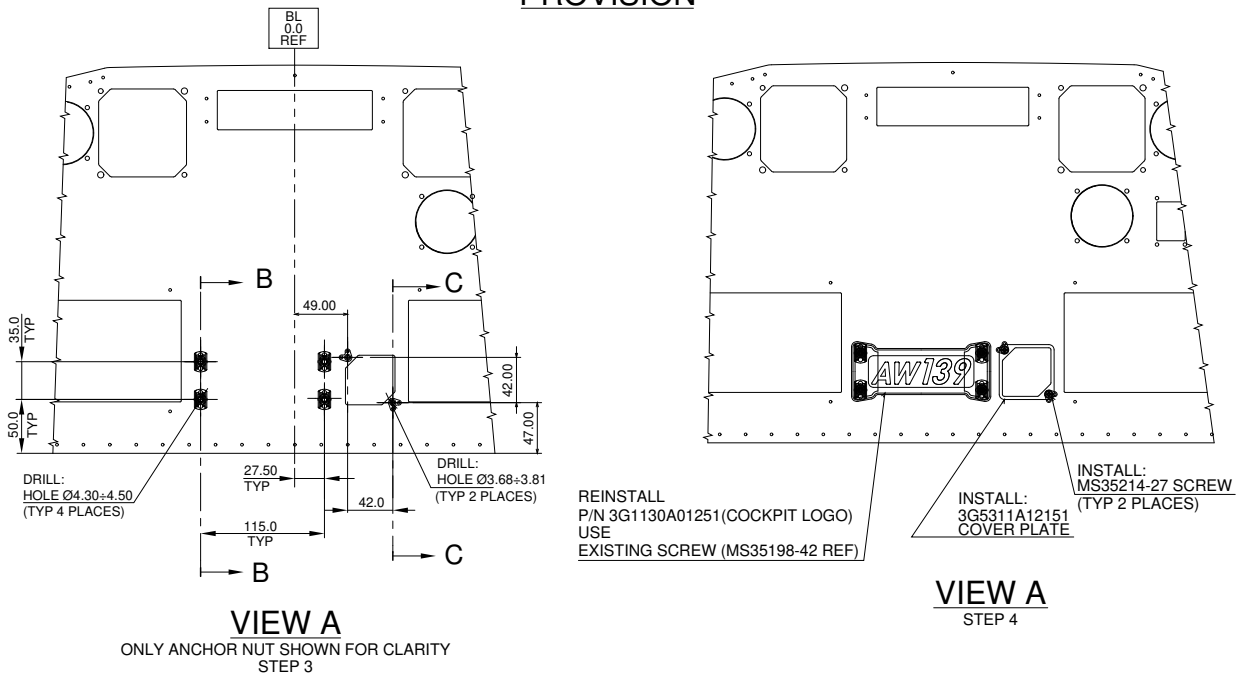 PROVISION
BL
0.0
REF
B
C
49.00
35.0
TYP
50.0
TYP
42.00
47.00
27.50
TYP
42.0
115.0
TYP
DRILL:
HOLE Ø4.30÷4.50
(TYP 4 PLACES)
DRILL:
HOLE Ø3.68÷3.81
(TYP 2 PLACES)
B
C
VIEW A
ONLY ANCHOR NUT SHOWN FOR CLARITY
STEP 3
AW139
REINSTALL
P/N 3G1130A01251(COCKPIT LOGO)
USE
EXISTING SCREW (MS35198-42 REF)
INSTALL:
3G5311A12151
COVER PLATE
INSTALL:
MS35214-27 SCREW
(TYP 2 PLACES)
VIEW A
STEP 4